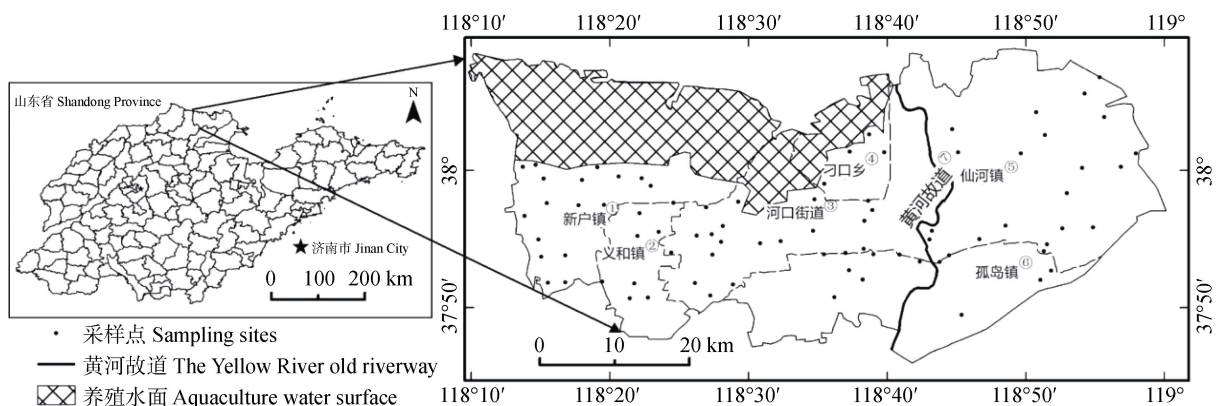 118°10′ 118°20′ 118°30′ 118°40′ 118°50′ 119°
山东省 Shandong Province
N
38°
38°
刁口乡④
⑦
仙河镇⑤
黄河故道
新户镇①
河口街道③
义和镇②
孤岛镇⑥
济南市 Jinan City
0 100 200 km
37°50′
37°50′
采样点 Sampling sites
黄河故道 The Yellow River old riverway
养殖水面 Aquaculture water surface
0 10 20 km
118°10′ 118°20′ 118°30′ 118°40′ 118°50′ 119°